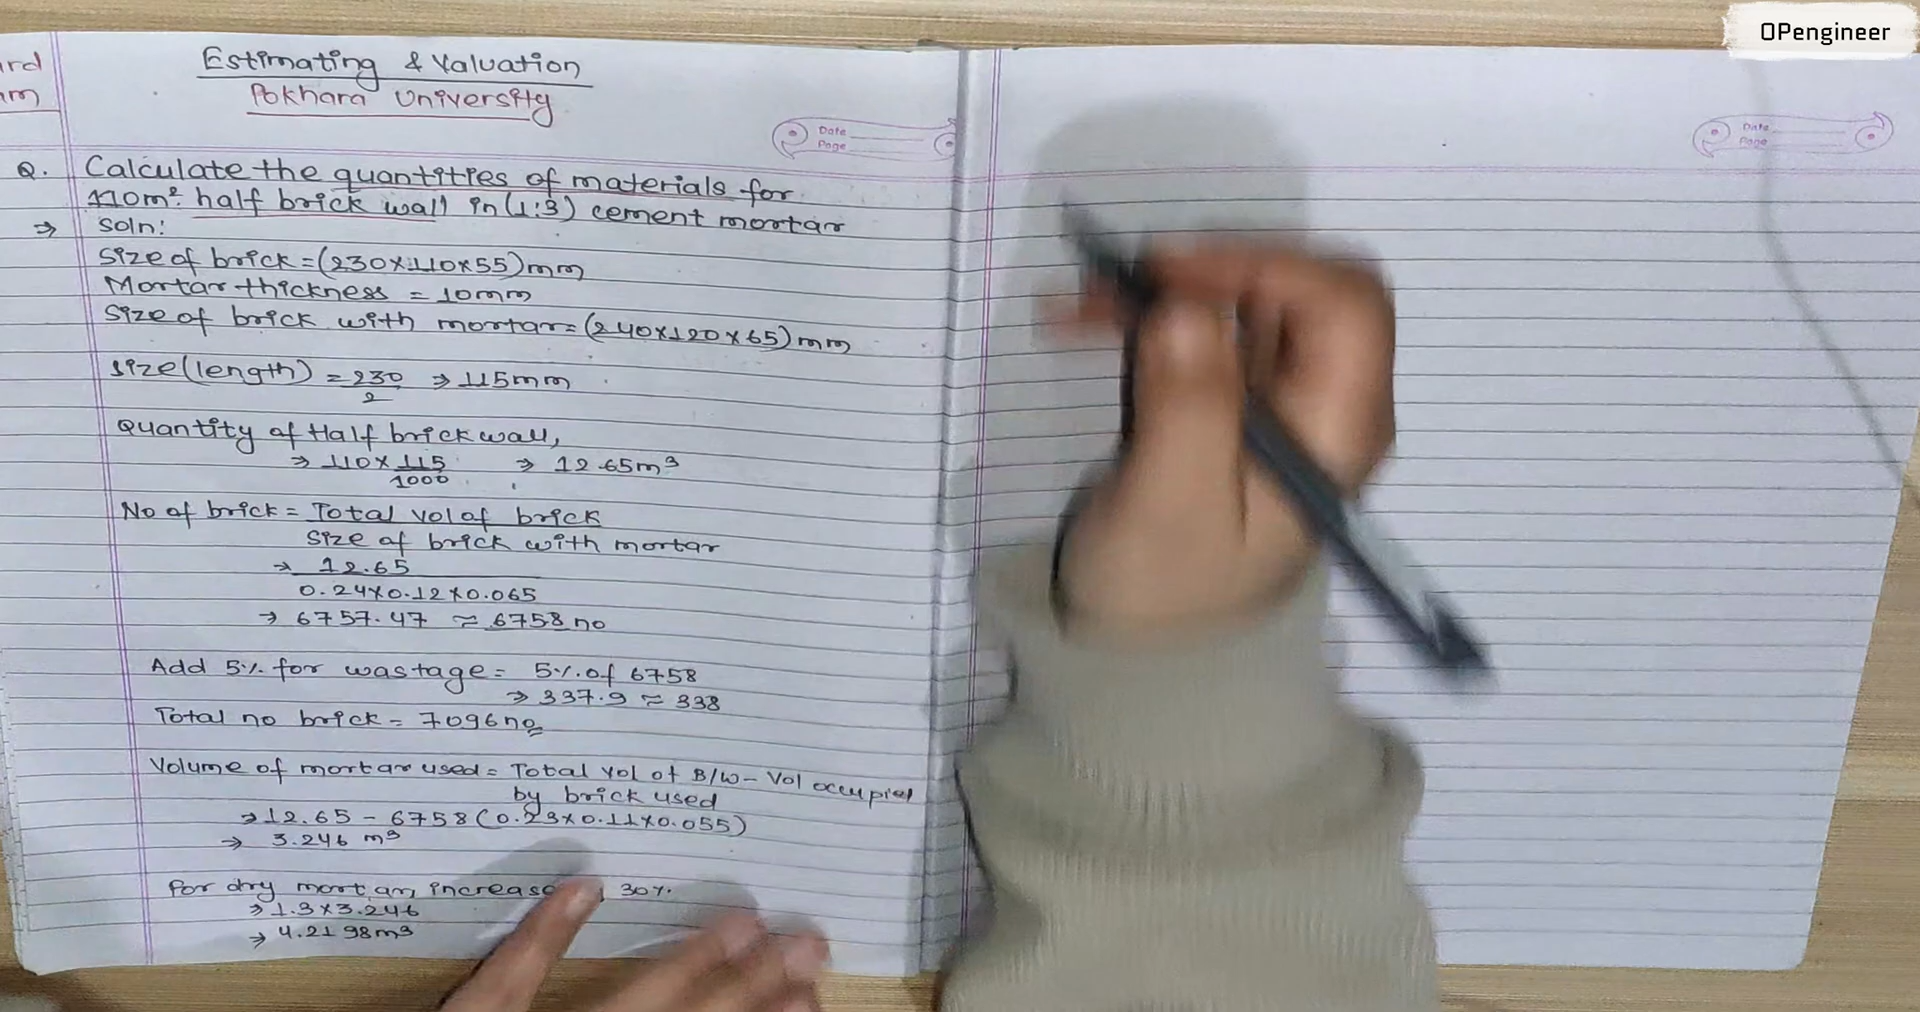 OPengineer
rd
Estimating & Valuation
Pokhara University
Date
Page
Date
Page
Q. Calculate the quantities of materials for
110m² half brick wall in (1:3) cement mortar
⇒ Soln:
Size of brick = (230×110×55)mm
Mortar thickness = 10mm
Size of brick with mortar = (240×120×65)mm
Size (length) = 230/2 ⇒ 115mm
Quantity of Half brick wall,
⇒ 110 × 115/1000 ⇒ 12.65m³
No of brick = Total vol of brick
Size of brick with mortar
⇒ 12.65
0.24×0.12×0.065
⇒ 6757.47 ≈ 6758 no
Add 5% for wastage = 5% of 6758
⇒ 337.9 ≈ 338
Total no brick = 7096 no
Volume of mortar used = Total vol of B/W - Vol occupied
by brick used
⇒ 12.65 - 6758 (0.23×0.11×0.055)
⇒ 3.246 m³
For dry mortar, increase 30%.
⇒ 1.3×3.246
⇒ 4.2198m³